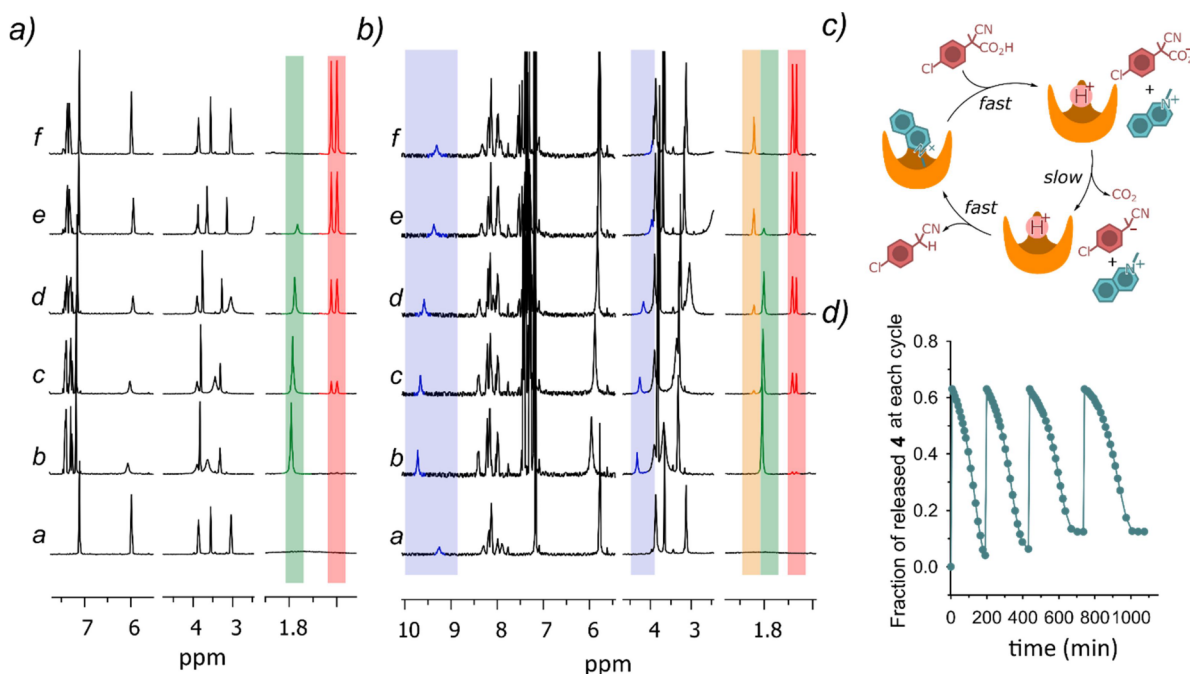 a)
f
e
d
c
b
a
7 6 4 3 1.8
ppm
b)
f
e
d
c
b
a
10 9 8 7 6 4 3 1.8
ppm
c)
CN
CO₂H
Cl
fast
H⁺
CN
CO₂⁻
Cl
+
N⁺
slow
CO₂
CN
−
Cl
+
N⁺
H⁺
fast
CN
H
Cl
d)
Fraction of released 4 at each cycle
0.8
0.6
0.4
0.2
0.0
0 200 400 600 800 1000
time (min)